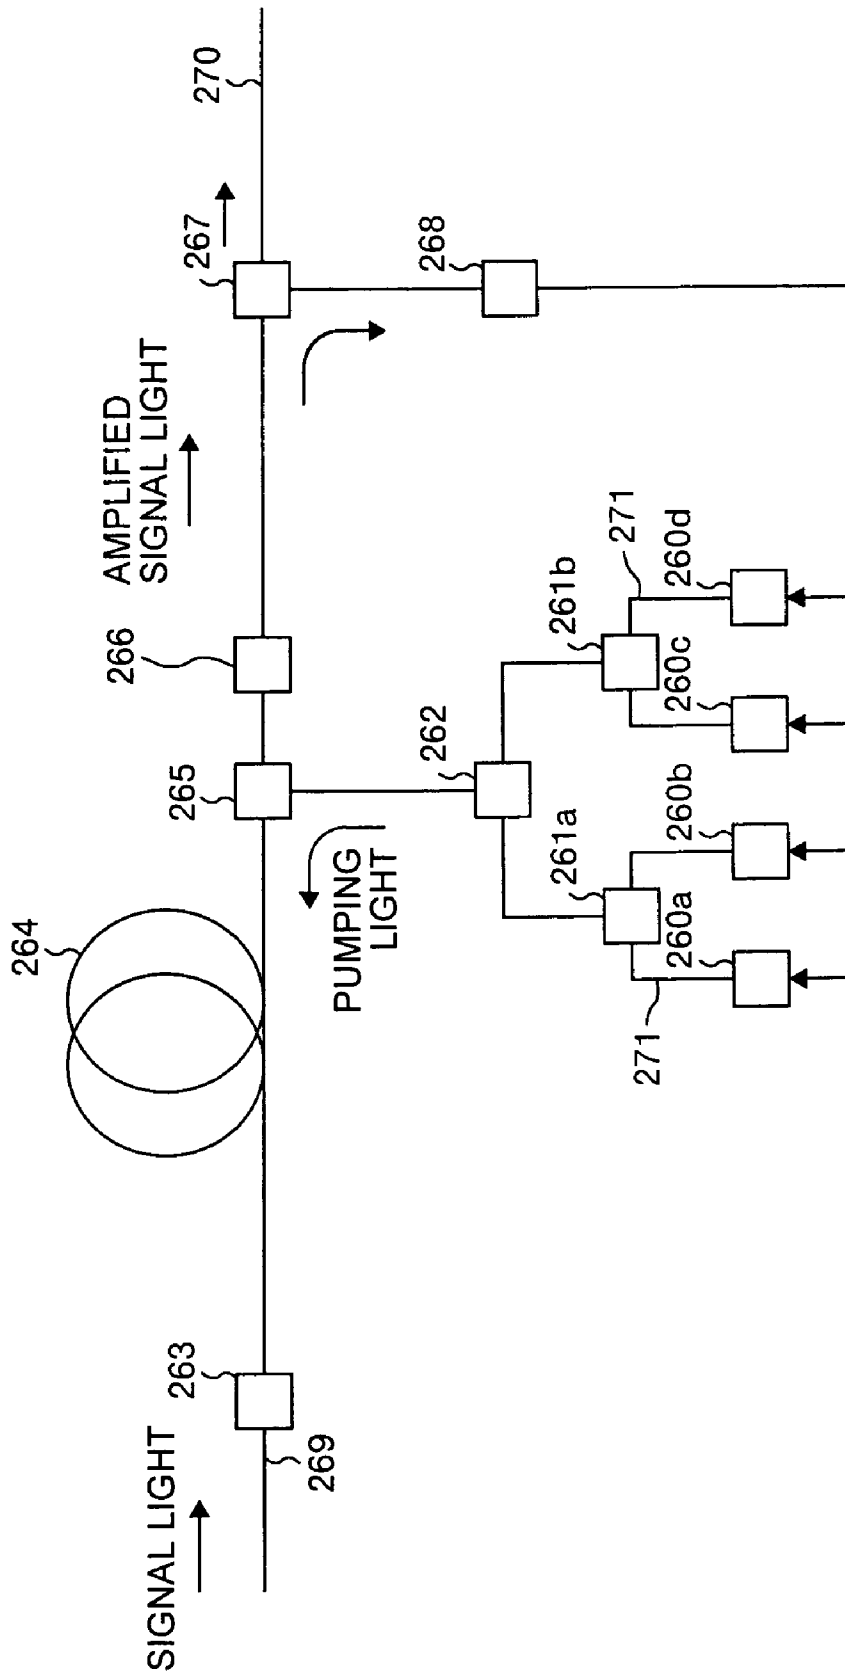 SIGNAL LIGHT
269
263
264
PUMPING
LIGHT
265
266
AMPLIFIED
SIGNAL LIGHT
267
270
268
262
261a
261b
271
260a
260b
260c
260d
271